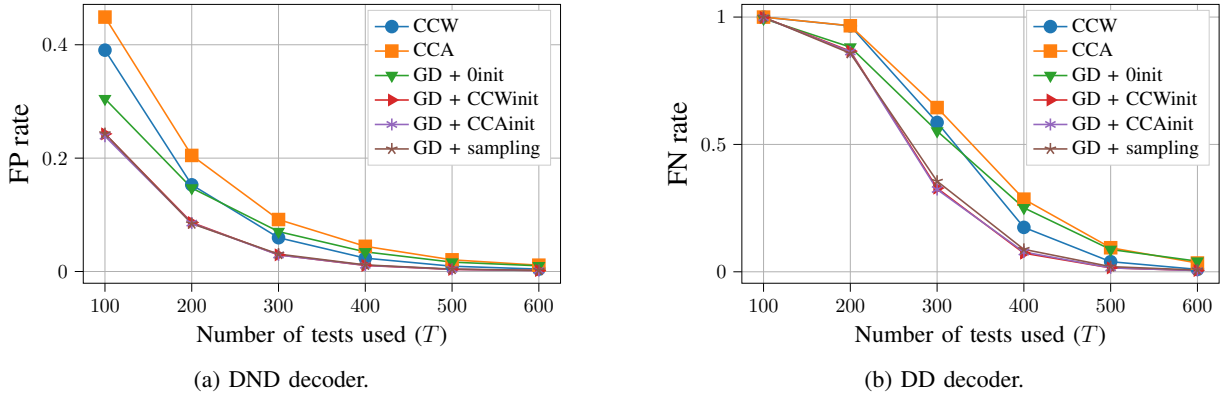 0.4
0.2
0
FP rate
100 200 300 400 500 600
Number of tests used (T)
CCW
CCA
GD + 0init
GD + CCWinit
GD + CCAinit
GD + sampling
(a) DND decoder.
1
0.5
0
FN rate
100 200 300 400 500 600
Number of tests used (T)
CCW
CCA
GD + 0init
GD + CCWinit
GD + CCAinit
GD + sampling
(b) DD decoder.